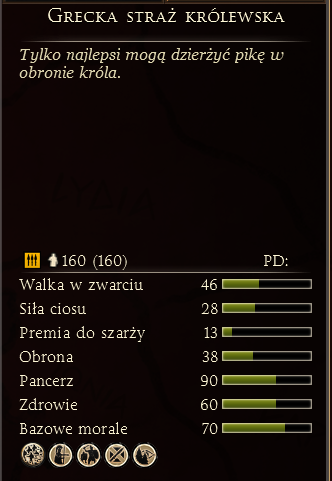 Grecka straż królewska
Tylko najlepsi mogą dzierżyć pikę w
obronie króla.
LYDIA
160 (160) PD:
Walka w zwarciu 46
Siła ciosu 28
Premia do szarży 13
Obrona 38
Pancerz 90
Zdrowie 60
Bazowe morale 70